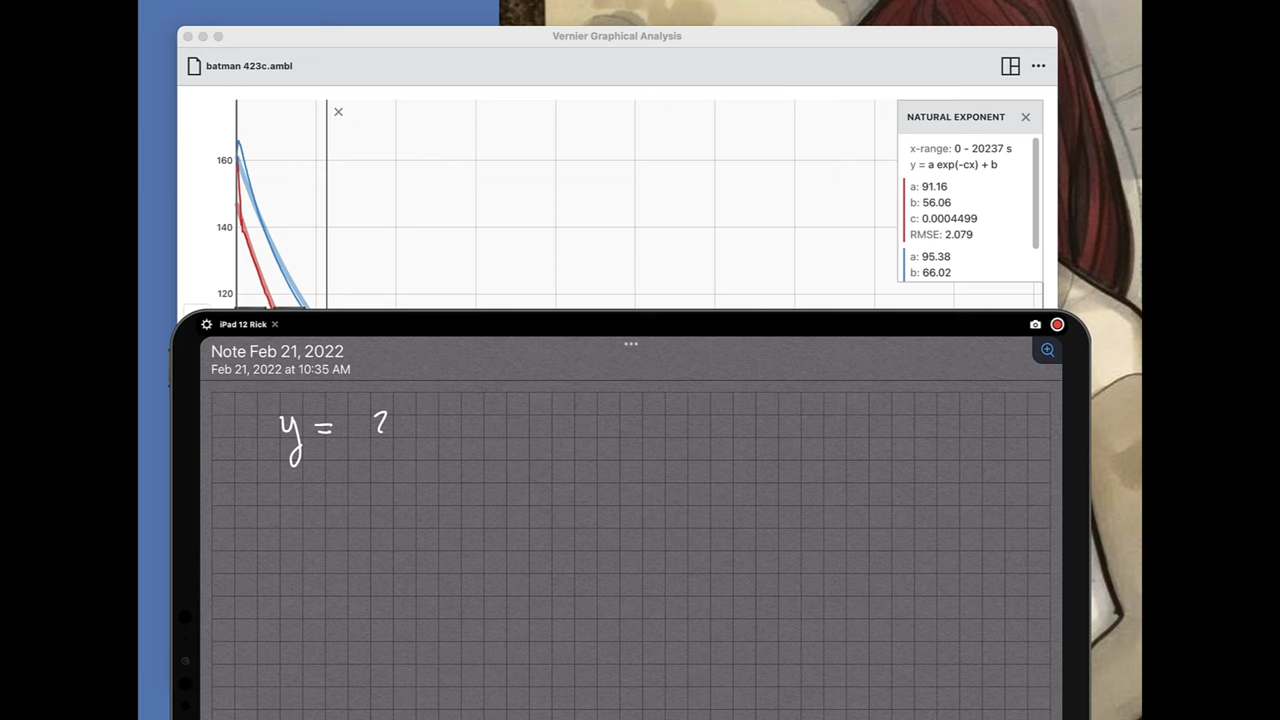 Vernier Graphical Analysis
batman 423c.ambl
NATURAL EXPONENT
x-range: 0 - 20237 s
y = a exp(-cx) + b
a: 91.16
b: 56.06
c: 0.0004499
RMSE: 2.079
a: 95.38
b: 66.02
160
140
120
iPad 12 Rick
Note Feb 21, 2022
Feb 21, 2022 at 10:35 AM
y = ?